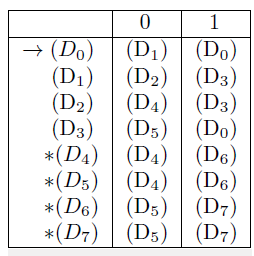 0 1
→ (D₀) (D₁) (D₀)
(D₁) (D₂) (D₃)
(D₂) (D₄) (D₃)
(D₃) (D₅) (D₀)
*(D₄) (D₄) (D₆)
*(D₅) (D₄) (D₆)
*(D₆) (D₅) (D₇)
*(D₇) (D₅) (D₇)